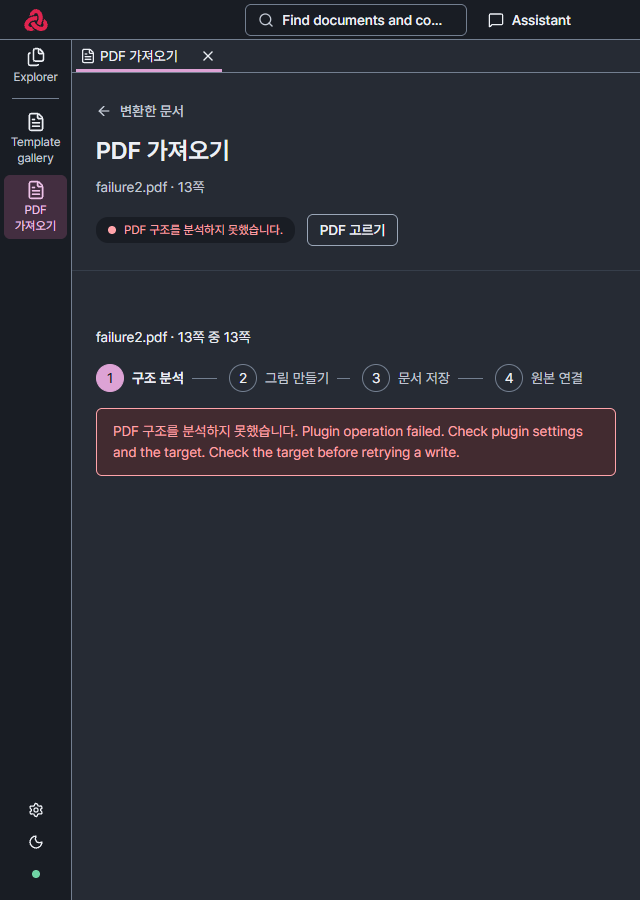 Find documents and co...
Assistant
Explorer
Template
gallery
PDF
가져오기
PDF 가져오기
변환한 문서
PDF 가져오기
failure2.pdf · 13쪽
PDF 구조를 분석하지 못했습니다.
PDF 고르기
failure2.pdf · 13쪽 중 13쪽
1 구조 분석 2 그림 만들기 3 문서 저장 4 원본 연결
PDF 구조를 분석하지 못했습니다. Plugin operation failed. Check plugin settings
and the target. Check the target before retrying a write.